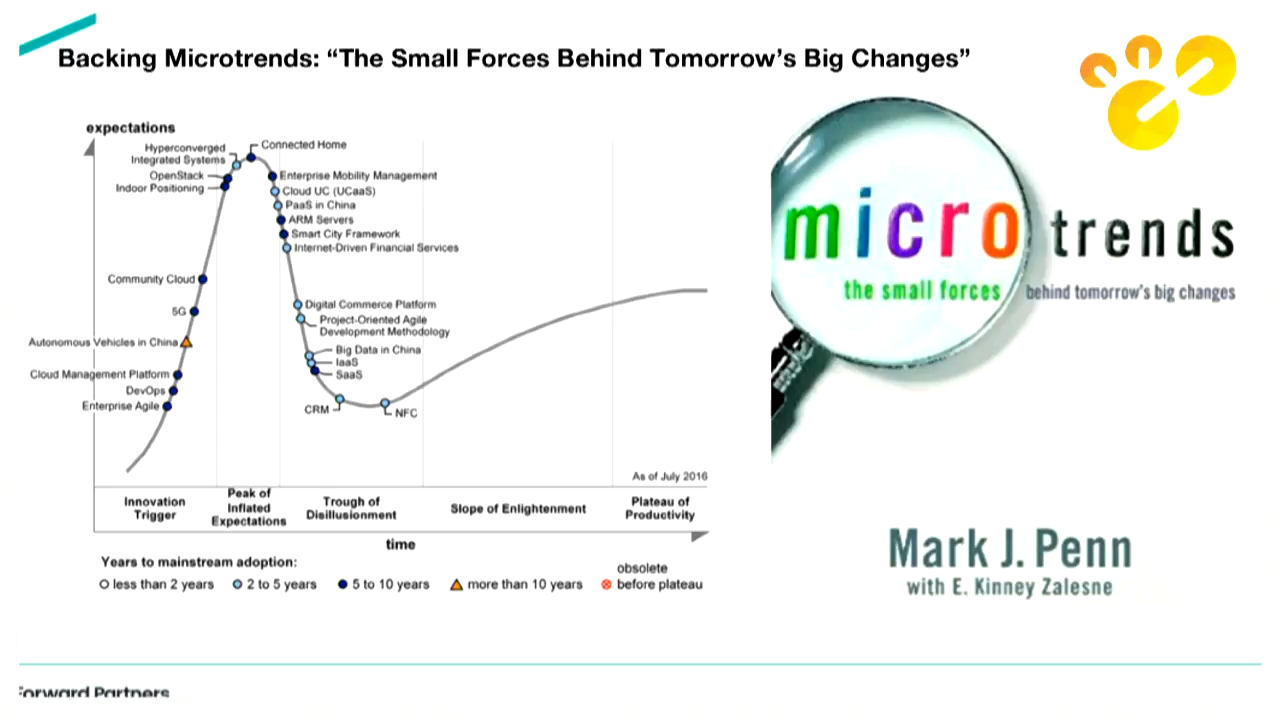 Backing Microtrends: “The Small Forces Behind Tomorrow’s Big Changes”
expectations
Hyperconverged
Integrated Systems
OpenStack
Indoor Positioning
Connected Home
Enterprise Mobility Management
Cloud UC (UCaaS)
PaaS in China
ARM Servers
Smart City Framework
Internet-Driven Financial Services
Community Cloud
5G
Autonomous Vehicles in China
Cloud Management Platform
DevOps
Enterprise Agile
Digital Commerce Platform
Project-Oriented Agile
Development Methodology
Big Data in China
IaaS
SaaS
CRM
NFC
As of July 2016
Innovation
Trigger
Peak of
Inflated
Expectations
Trough of
Disillusionment
Slope of Enlightenment
Plateau of
Productivity
time
Years to mainstream adoption:
less than 2 years
2 to 5 years
5 to 10 years
more than 10 years
obsolete
before plateau
microtrends
the small forces behind tomorrow's big changes
Mark J. Penn
with E. Kinney Zalesne
Forward Partners